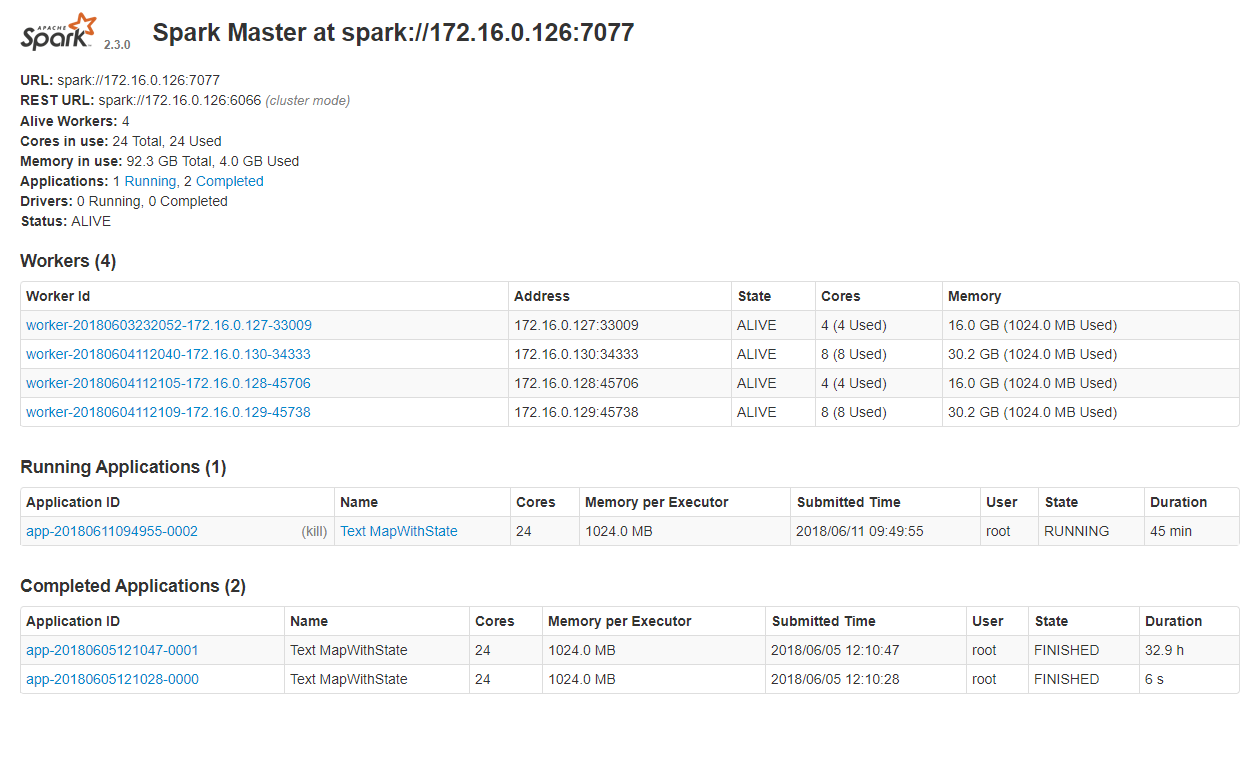 APACHE
Spark 2.3.0 Spark Master at spark://172.16.0.126:7077
URL: spark://172.16.0.126:7077
REST URL: spark://172.16.0.126:6066 (cluster mode)
Alive Workers: 4
Cores in use: 24 Total, 24 Used
Memory in use: 92.3 GB Total, 4.0 GB Used
Applications: 1 Running, 2 Completed
Drivers: 0 Running, 0 Completed
Status: ALIVE
Workers (4)
Worker Id Address State Cores Memory
worker-20180603232052-172.16.0.127-33009 172.16.0.127:33009 ALIVE 4 (4 Used) 16.0 GB (1024.0 MB Used)
worker-20180604112040-172.16.0.130-34333 172.16.0.130:34333 ALIVE 8 (8 Used) 30.2 GB (1024.0 MB Used)
worker-20180604112105-172.16.0.128-45706 172.16.0.128:45706 ALIVE 4 (4 Used) 16.0 GB (1024.0 MB Used)
worker-20180604112109-172.16.0.129-45738 172.16.0.129:45738 ALIVE 8 (8 Used) 30.2 GB (1024.0 MB Used)
Running Applications (1)
Application ID Name Cores Memory per Executor Submitted Time User State Duration
app-20180611094955-0002 (kill) Text MapWithState 24 1024.0 MB 2018/06/11 09:49:55 root RUNNING 45 min
Completed Applications (2)
Application ID Name Cores Memory per Executor Submitted Time User State Duration
app-20180605121047-0001 Text MapWithState 24 1024.0 MB 2018/06/05 12:10:47 root FINISHED 32.9 h
app-20180605121028-0000 Text MapWithState 24 1024.0 MB 2018/06/05 12:10:28 root FINISHED 6 s